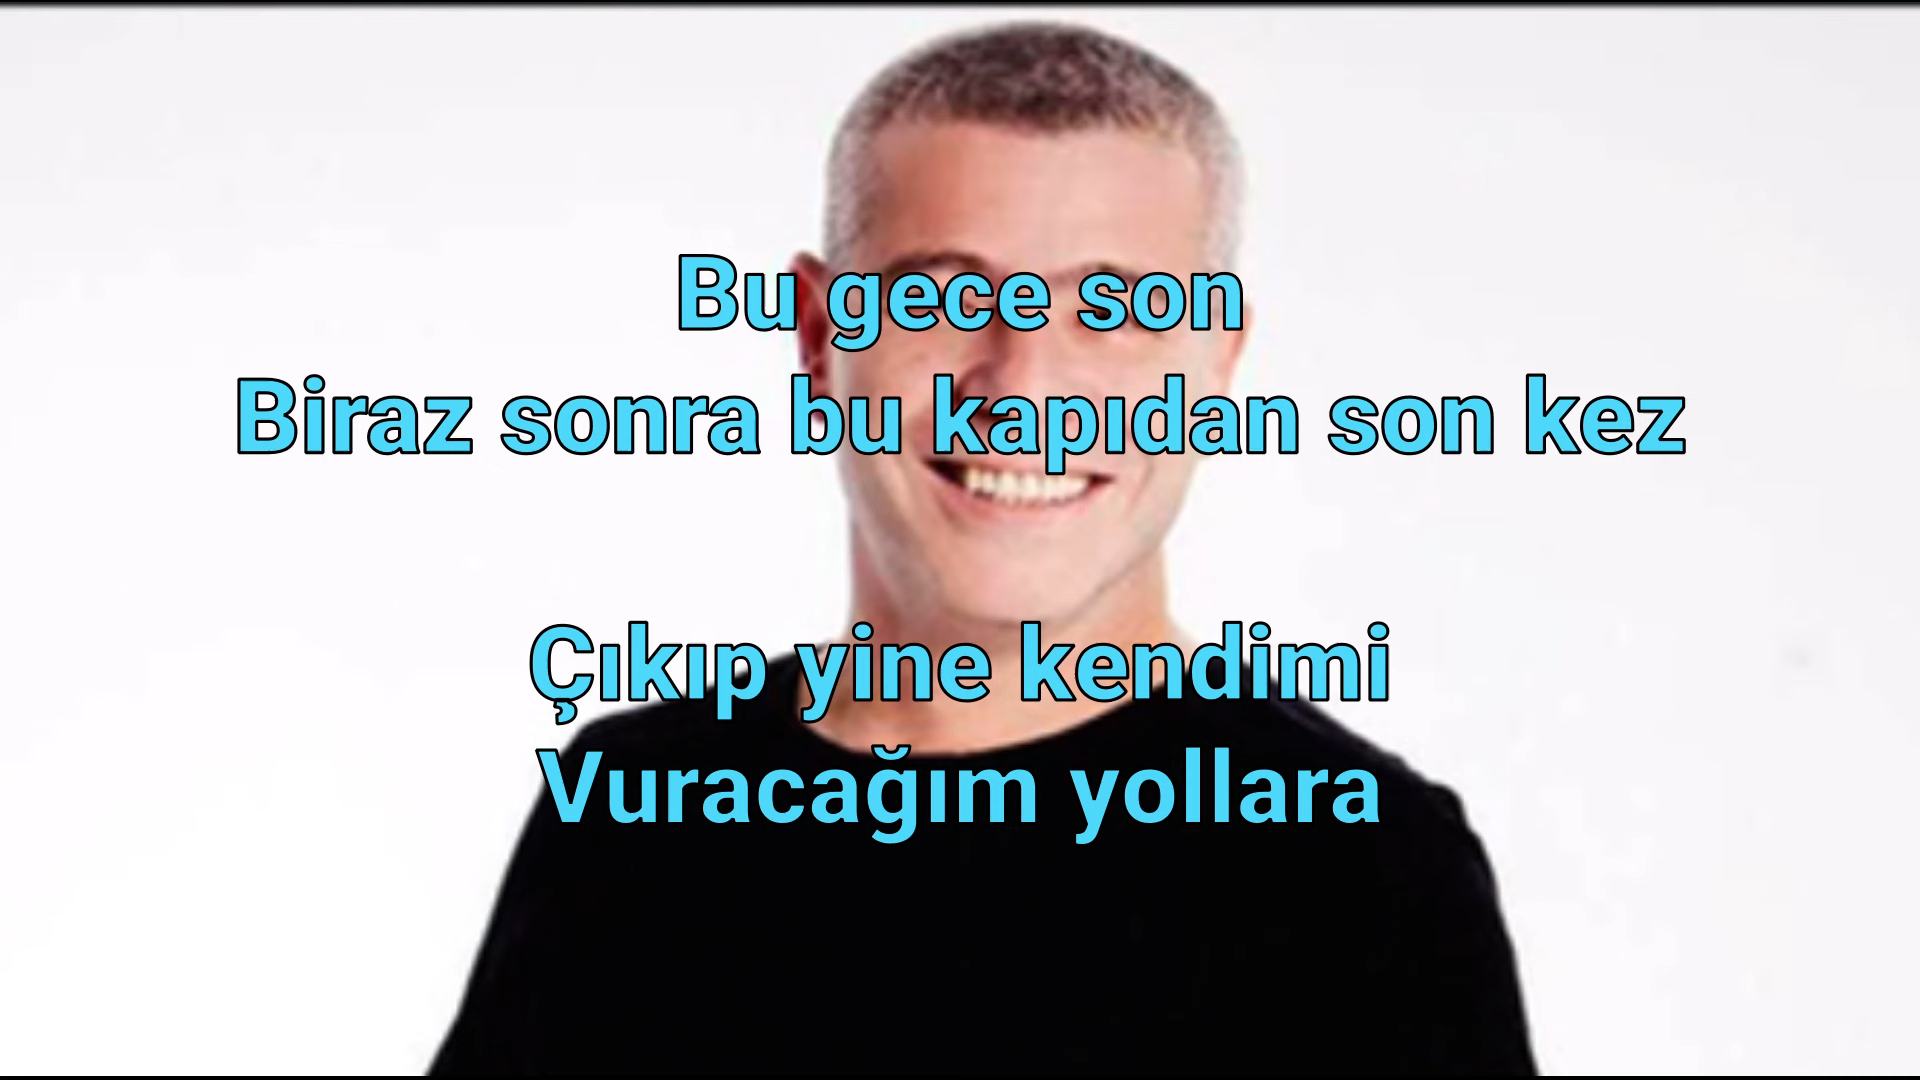 Bu gece son
Biraz sonra bu kapıdan son kez
Çıkıp yine kendimi
Vuracağım yollara